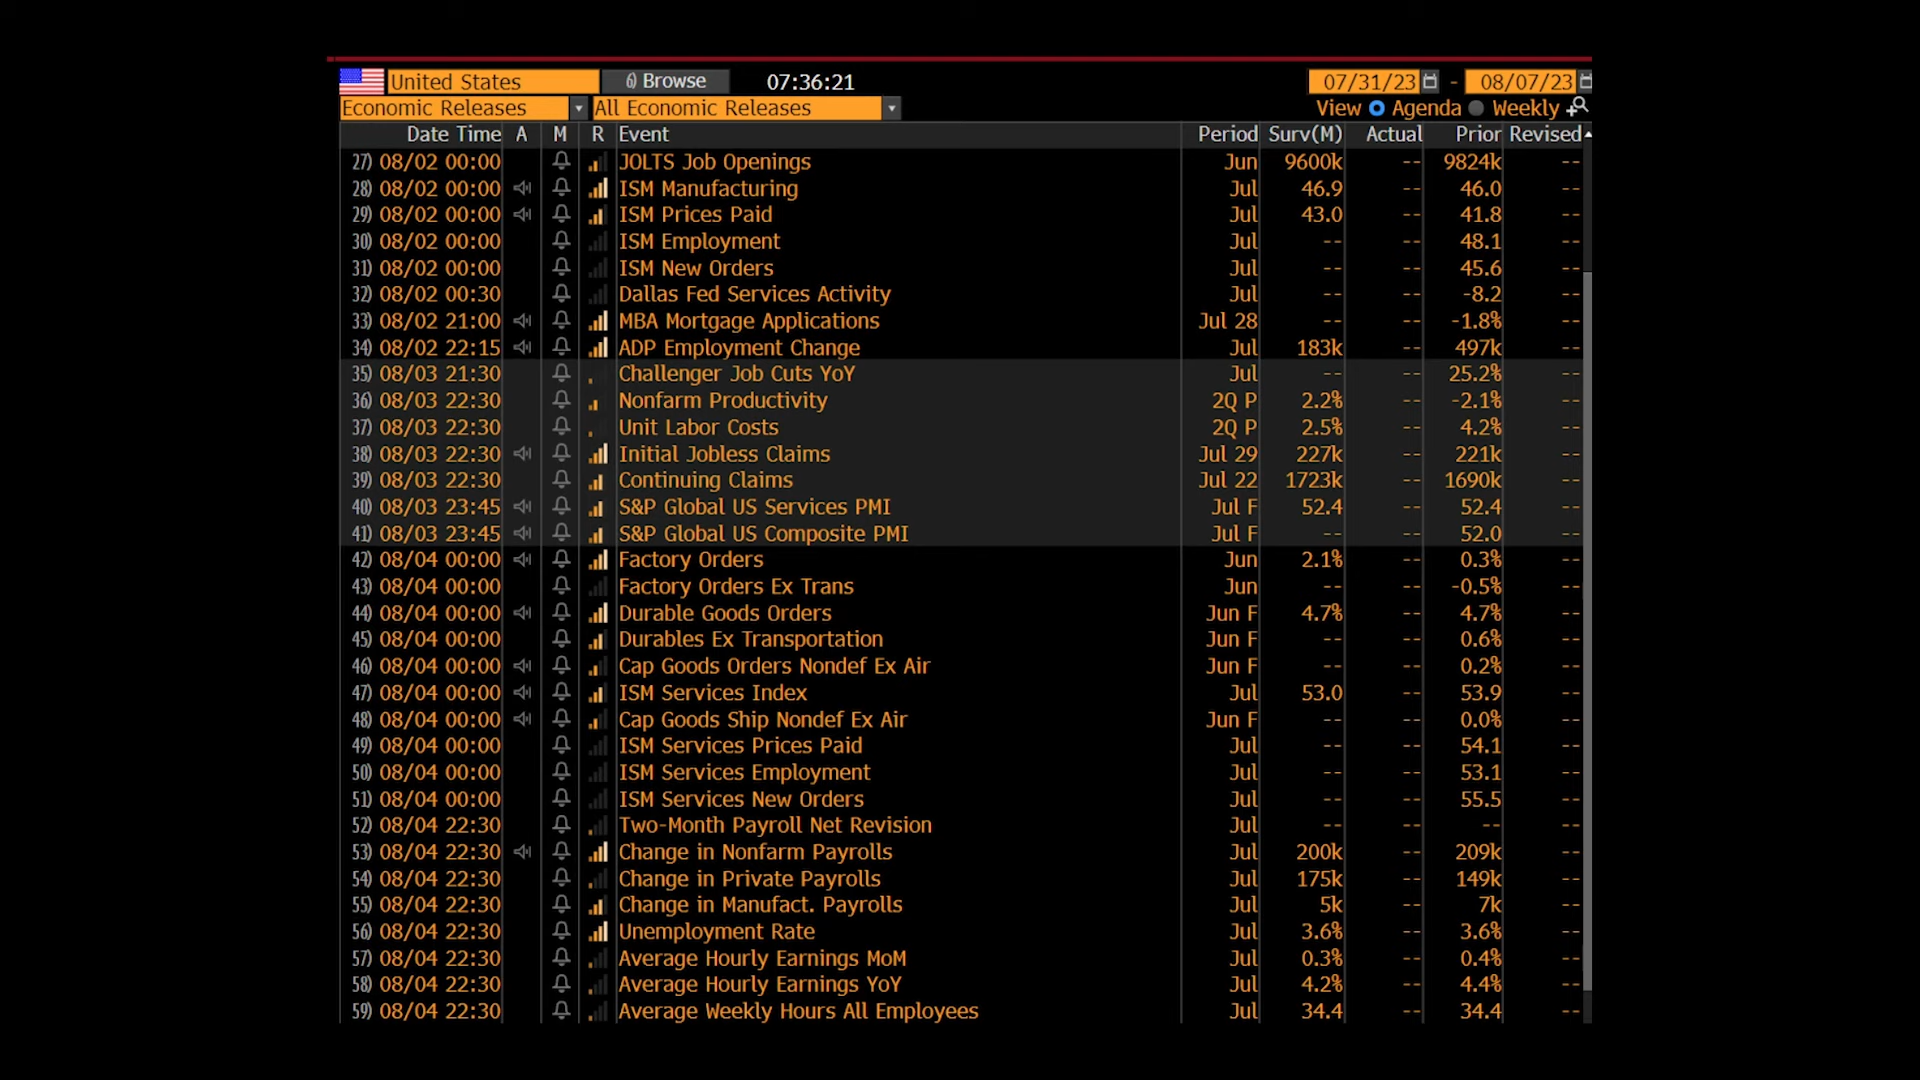 United States 6) Browse 07:36:21 07/31/23 - 08/07/23
Economic Releases All Economic Releases View Agenda Weekly
Date Time A M R Event Period Surv(M) Actual Prior Revised
27) 08/02 00:00 JOLTS Job Openings Jun 9600k -- 9824k --
28) 08/02 00:00 ISM Manufacturing Jul 46.9 -- 46.0 --
29) 08/02 00:00 ISM Prices Paid Jul 43.0 -- 41.8 --
30) 08/02 00:00 ISM Employment Jul -- -- 48.1 --
31) 08/02 00:00 ISM New Orders Jul -- -- 45.6 --
32) 08/02 00:30 Dallas Fed Services Activity Jul -- -- -8.2 --
33) 08/02 21:00 MBA Mortgage Applications Jul 28 -- -- -1.8% --
34) 08/02 22:15 ADP Employment Change Jul 183k -- 497k --
35) 08/03 21:30 Challenger Job Cuts YoY Jul -- -- 25.2% --
36) 08/03 22:30 Nonfarm Productivity 2Q P 2.2% -- -2.1% --
37) 08/03 22:30 Unit Labor Costs 2Q P 2.5% -- 4.2% --
38) 08/03 22:30 Initial Jobless Claims Jul 29 227k -- 221k --
39) 08/03 22:30 Continuing Claims Jul 22 1723k -- 1690k --
40) 08/03 23:45 S&P Global US Services PMI Jul F 52.4 -- 52.4 --
41) 08/03 23:45 S&P Global US Composite PMI Jul F -- -- 52.0 --
42) 08/04 00:00 Factory Orders Jun 2.1% -- 0.3% --
43) 08/04 00:00 Factory Orders Ex Trans Jun -- -- -0.5% --
44) 08/04 00:00 Durable Goods Orders Jun F 4.7% -- 4.7% --
45) 08/04 00:00 Durables Ex Transportation Jun F -- -- 0.6% --
46) 08/04 00:00 Cap Goods Orders Nondef Ex Air Jun F -- -- 0.2% --
47) 08/04 00:00 ISM Services Index Jul 53.0 -- 53.9 --
48) 08/04 00:00 Cap Goods Ship Nondef Ex Air Jun F -- -- 0.0% --
49) 08/04 00:00 ISM Services Prices Paid Jul -- -- 54.1 --
50) 08/04 00:00 ISM Services Employment Jul -- -- 53.1 --
51) 08/04 00:00 ISM Services New Orders Jul -- -- 55.5 --
52) 08/04 22:30 Two-Month Payroll Net Revision Jul -- -- -- --
53) 08/04 22:30 Change in Nonfarm Payrolls Jul 200k -- 209k --
54) 08/04 22:30 Change in Private Payrolls Jul 175k -- 149k --
55) 08/04 22:30 Change in Manufact. Payrolls Jul 5k -- 7k --
56) 08/04 22:30 Unemployment Rate Jul 3.6% -- 3.6% --
57) 08/04 22:30 Average Hourly Earnings MoM Jul 0.3% -- 0.4% --
58) 08/04 22:30 Average Hourly Earnings YoY Jul 4.2% -- 4.4% --
59) 08/04 22:30 Average Weekly Hours All Employees Jul 34.4 -- 34.4 --